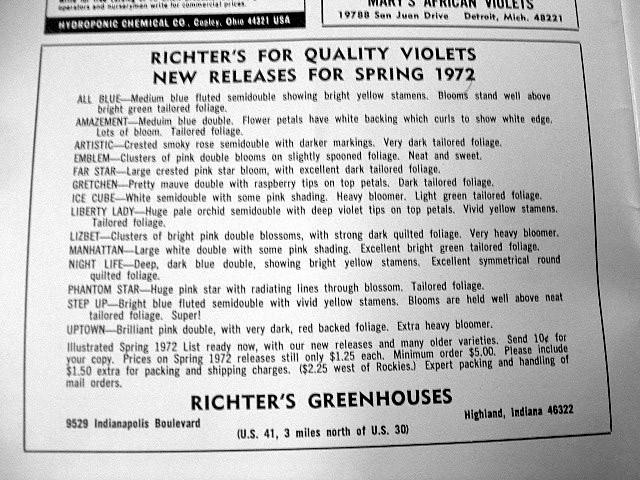 operators and nurserymen write for commercial prices.
HYDROPONIC CHEMICAL CO., Copley, Ohio 44321 USA
MARY'S AFRICAN VIOLETS
19788 San Juan Drive Detroit, Mich. 48221
RICHTER'S FOR QUALITY VIOLETS
NEW RELEASES FOR SPRING 1972
ALL BLUE—Medium blue fluted semidouble showing bright yellow stamens. Blooms stand well above
bright green tailored foliage.
AMAZEMENT—Meduim blue double. Flower petals have white backing which curls to show white edge.
Lots of bloom. Tailored foliage.
ARTISTIC—Crested smoky rose semidouble with darker markings. Very dark tailored foliage.
EMBLEM—Clusters of pink double blooms on slightly spooned foliage. Neat and sweet.
FAR STAR—Large crested pink star bloom, with excellent dark tailored foliage.
GRETCHEN—Pretty mauve double with raspberry tips on top petals. Dark tailored foliage.
ICE CUBE—White semidouble with some pink shading. Heavy bloomer. Light green tailored foliage.
LIBERTY LADY—Huge pale orchid semidouble with deep violet tips on top petals. Vivid yellow stamens.
Tailored foliage.
LIZBET—Clusters of bright pink double blossoms, with strong dark quilted foliage. Very heavy bloomer.
MANHATTAN—Large white double with some pink shading. Excellent bright green tailored foliage.
NIGHT LIFE—Deep, dark blue double, showing bright yellow stamens. Excellent symmetrical round
quilted foliage.
PHANTOM STAR—Huge pink star with radiating lines through blossom. Tailored foliage.
STEP UP—Bright blue fluted semidouble with vivid yellow stamens. Blooms are held well above neat
tailored foliage. Super!
UPTOWN—Brilliant pink double, with very dark, red backed foliage. Extra heavy bloomer.
Illustrated Spring 1972 List ready now, with our new releases and many older varieties. Send 10¢ for
your copy. Prices on Spring 1972 releases still only $1.25 each. Minimum order $5.00. Please include
$1.50 extra for packing and shipping charges. ($2.25 west of Rockies.) Expert packing and handling of
mail orders.
RICHTER'S GREENHOUSES
9529 Indianapolis Boulevard Highland, Indiana 46322
(U.S. 41, 3 miles north of U.S. 30)